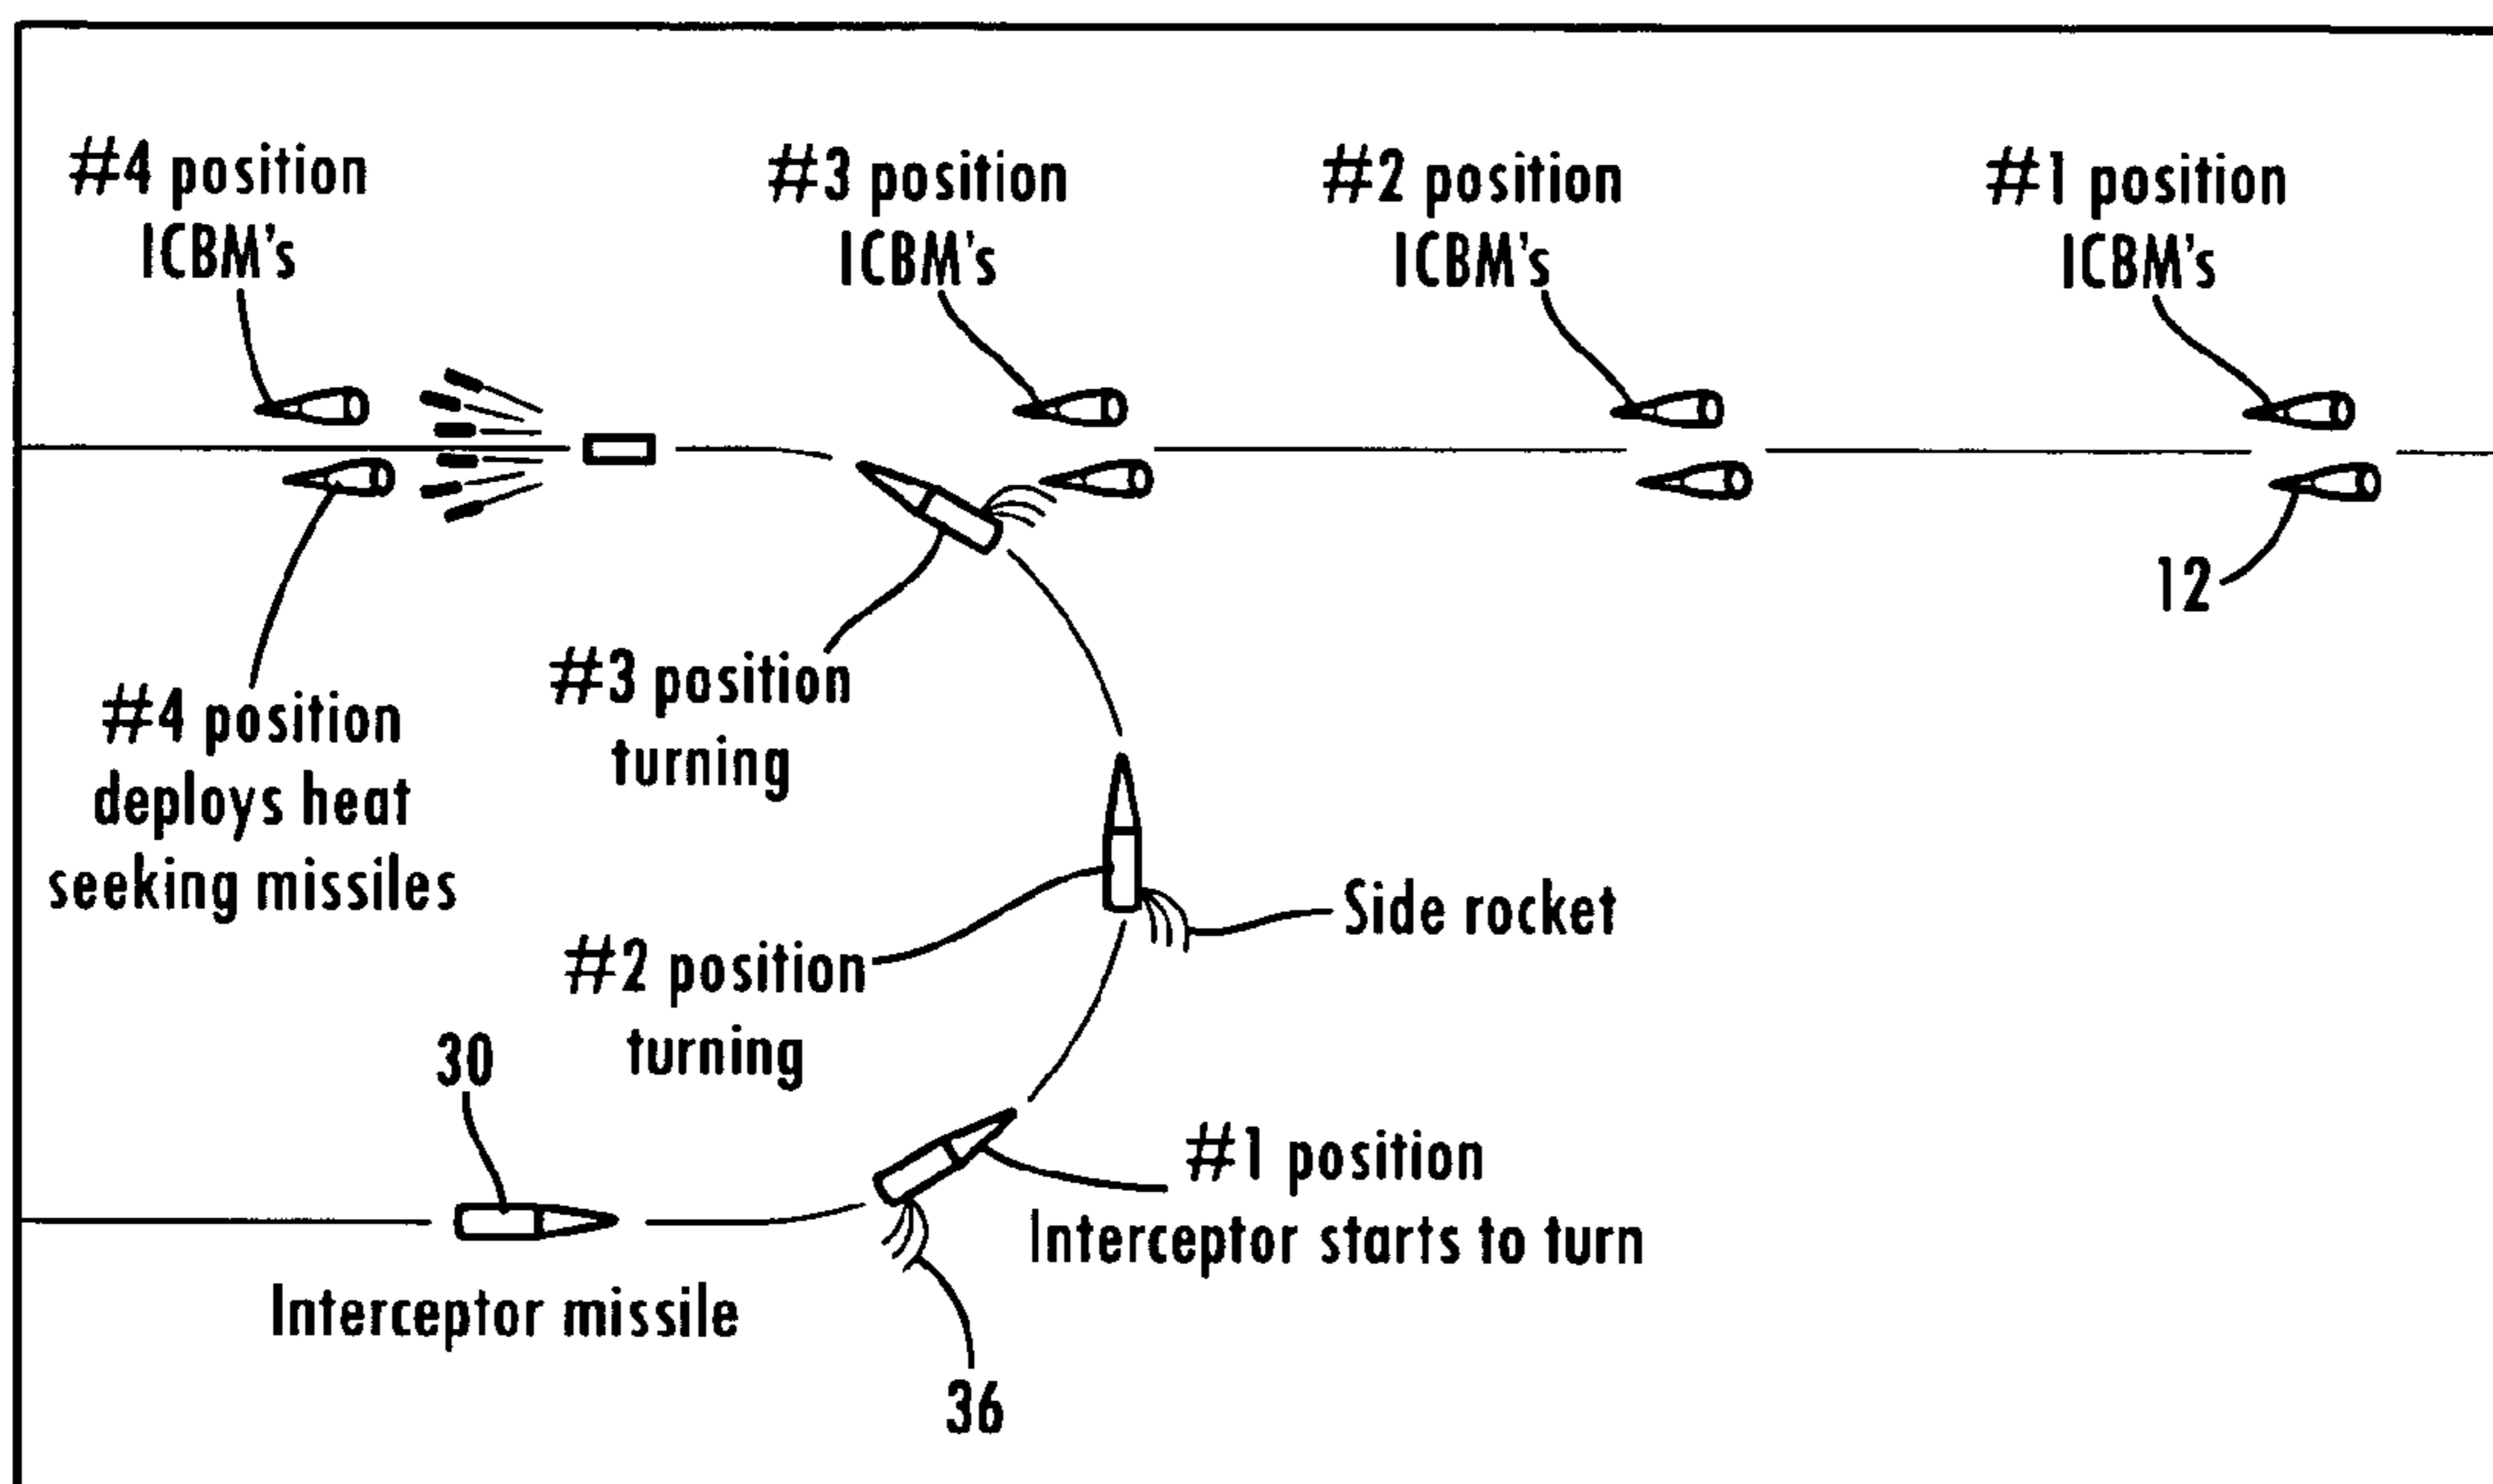 #4 position
ICBM's
#3 position
ICBM's
#2 position
ICBM's
#1 position
ICBM's
12
#3 position
turning
#4 position
deploys heat
seeking missiles
Side rocket
#2 position
turning
30
#1 position
Interceptor starts to turn
Interceptor missile
36